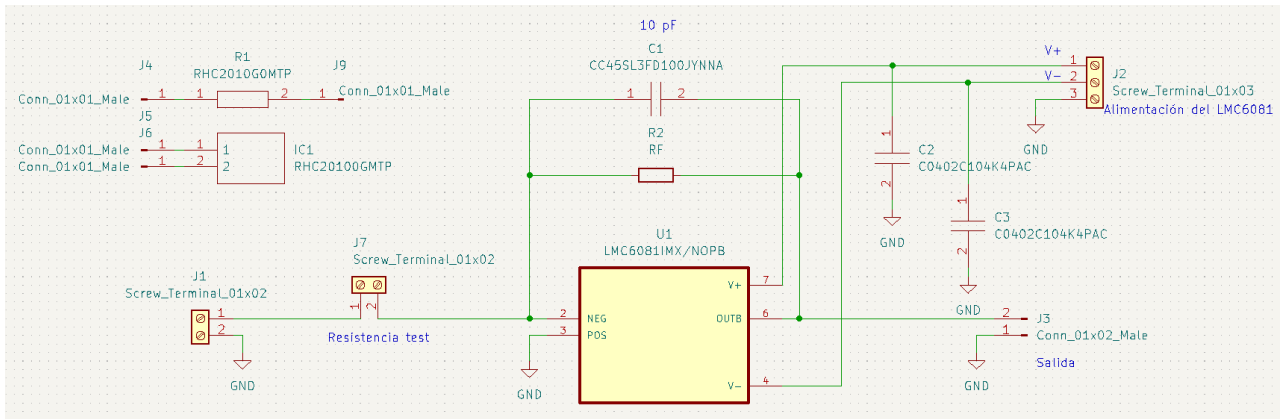 10 pF
C1
CC45SL3FD100JYNNA
1 2
J4
R1
RHC2010G0MTP
J9
Conn_01x01_Male 1 1 2 1 Conn_01x01_Male
J5
J6
Conn_01x01_Male 1 1 1
Conn_01x01_Male 1 2 2
IC1
RHC20100GMTP
R2
RF
V+ 1
V- 2
3
J2
Screw_Terminal_01x03
Alimentación del LMC6081
GND
1
C2
C0402C104K4PAC
2
GND
1
C3
C0402C104K4PAC
2
GND
U1
LMC6081IMX/NOPB
V+ 7
2 NEG
3 POS
OUTB 6
V- 4
GND
J7
Screw_Terminal_01x02
1 2
Resistencia test
J1
Screw_Terminal_01x02
1
2
GND
2 J3
1 Conn_01x02_Male
Salida
GND